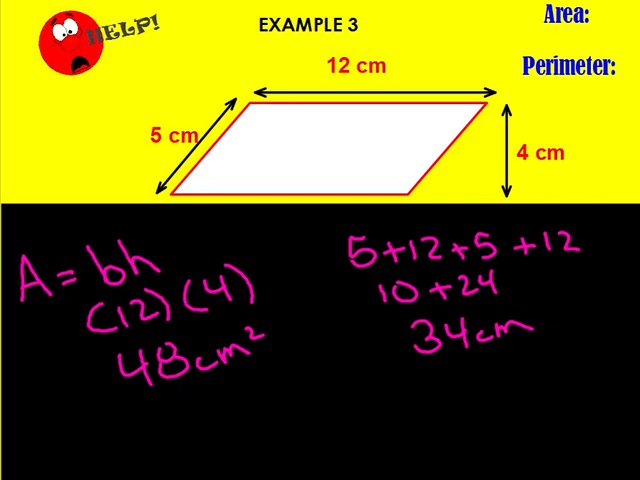 HELP!
EXAMPLE 3
Area:
Perimeter:
12 cm
5 cm
4 cm
A = bh
(12) (4)
48cm²
5+12+5+12
10+24
34cm